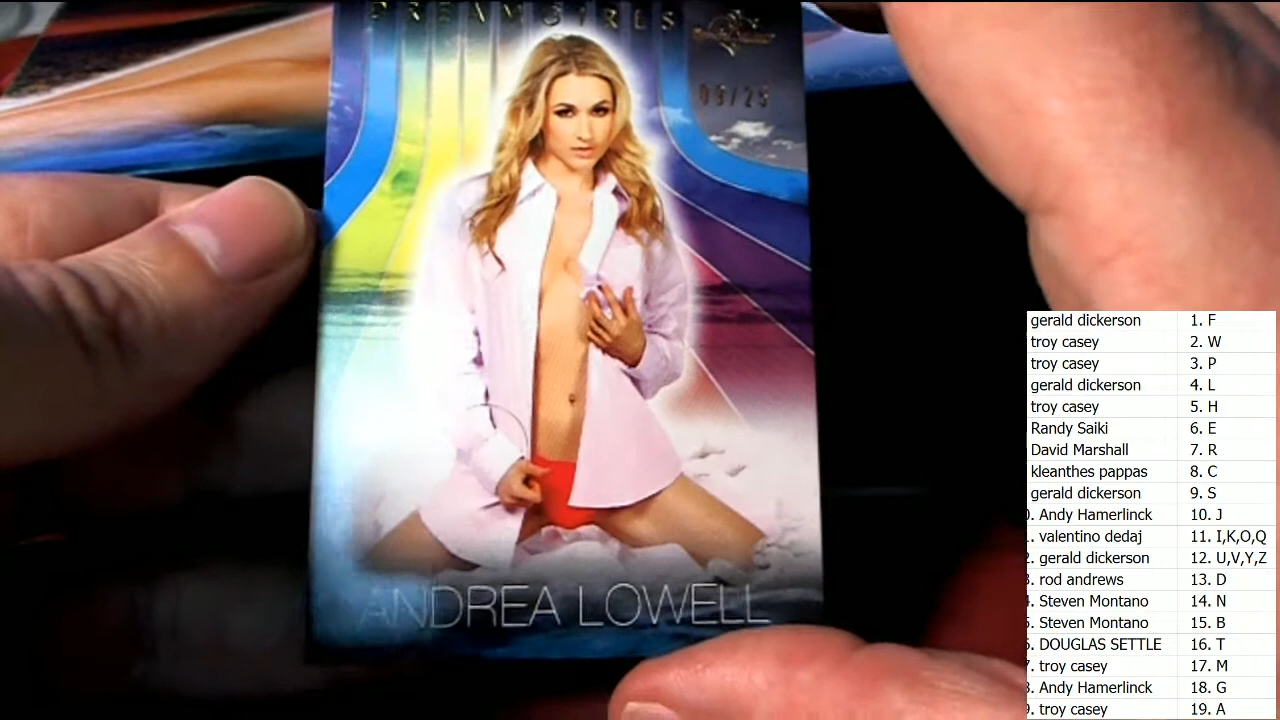 DREAMGIRLS
09/25
ANDREA LOWELL
gerald dickerson 1. F
troy casey 2. W
troy casey 3. P
gerald dickerson 4. L
troy casey 5. H
Randy Saiki 6. E
David Marshall 7. R
kleanthes pappas 8. C
gerald dickerson 9. S
. Andy Hamerlinck 10. J
. valentino dedaj 11. I,K,O,Q
. gerald dickerson 12. U,V,Y,Z
. rod andrews 13. D
. Steven Montano 14. N
. Steven Montano 15. B
. DOUGLAS SETTLE 16. T
. troy casey 17. M
. Andy Hamerlinck 18. G
. troy casey 19. A